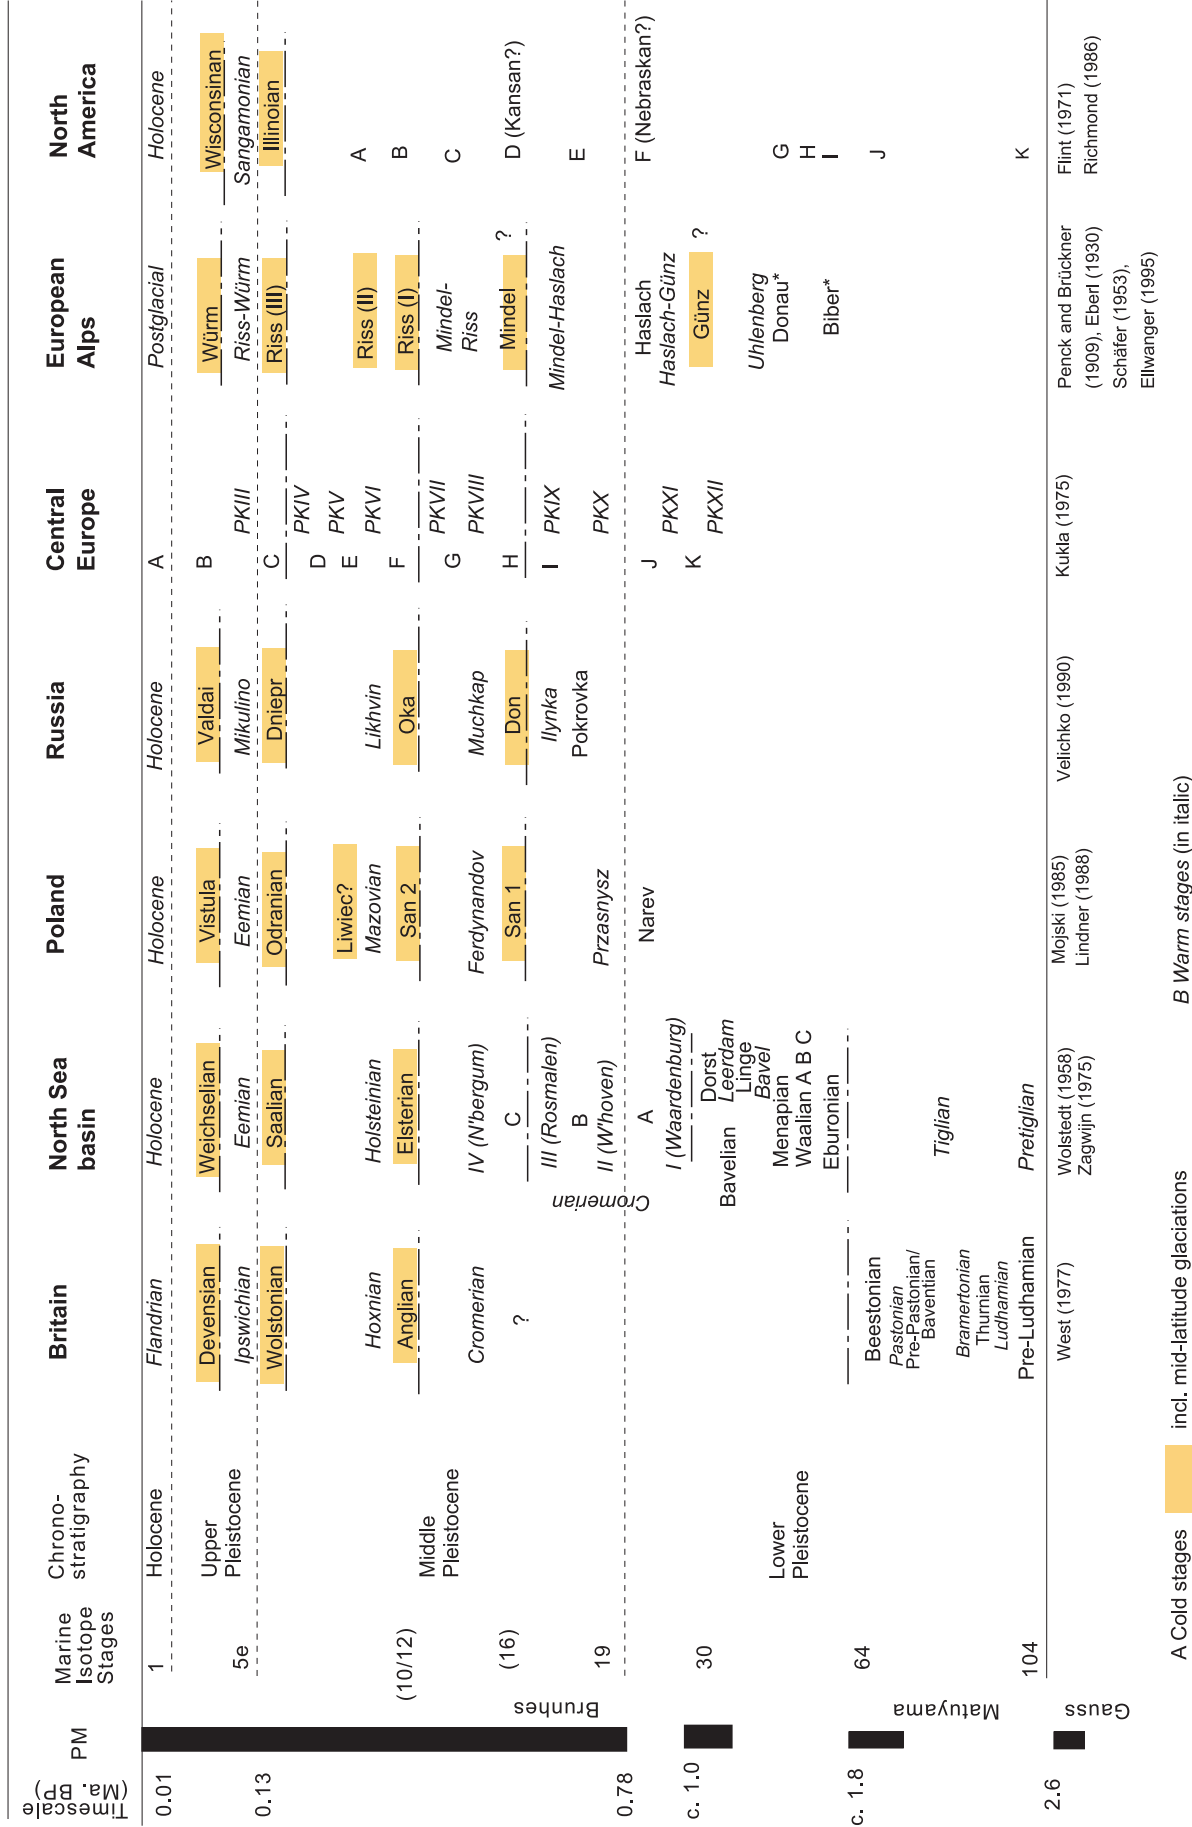 Timescale
(Ma. BP)
0.01
0.13
0.78
c. 1.0
c. 1.8
2.6
PM
Brunhes
Matuyama
Gauss
Marine
Isotope
Stages
1
5e
(10/12)
(16)
19
30
64
104
Chrono-
stratigraphy
Holocene
Upper
Pleistocene
Middle
Pleistocene
Lower
Pleistocene
Britain
Flandrian
Devensian
Ipswichian
Wolstonian
Hoxnian
Anglian
Cromerian
?
Beestonian
Pastonian
Pre-Pastonian/
Baventian
Bramertonian
Thurnian
Ludhamian
Pre-Ludhamian
West (1977)
North Sea
basin
Holocene
Weichselian
Eemian
Saalian
Holsteinian
Elsterian
Cromerian
IV (N'bergum)
C
III (Rosmalen)
B
II (W'hoven)
A
I (Waardenburg)
Bavelian
Dorst
Leerdam
Linge
Bavel
Menapian
Waalian A B C
Eburonian
Tiglian
Pretiglian
Wolstedt (1958)
Zagwijn (1975)
Poland
Holocene
Vistula
Eemian
Odranian
Liwiec?
Mazovian
San 2
Ferdynandov
San 1
Przasnysz
Narev
Mojski (1985)
Lindner (1988)
Russia
Holocene
Valdai
Mikulino
Dniepr
Likhvin
Oka
Muchkap
Don
Ilynka
Pokrovka
Velichko (1990)
Central
Europe
A
B
PKIII
C
PKIV
D
PKV
E
PKVI
F
PKVII
G
PKVIII
H
I
PKIX
PKX
J
PKXI
K
PKXII
Kukla (1975)
European
Alps
Postglacial
Würm
Riss-Würm
Riss (III)
Riss (II)
Riss (I)
Mindel-
Riss
Mindel
?
Mindel-Haslach
Haslach
Haslach-Günz
Günz
?
Uhlenberg
Donau*
Biber*
Penck and Brückner
(1909), Eberl (1930)
Schäfer (1953),
Ellwanger (1995)
North
America
Holocene
Wisconsinan
Sangamonian
Illinoian
A
B
C
D (Kansan?)
E
F (Nebraskan?)
G
H
I
J
K
Flint (1971)
Richmond (1986)
A Cold stages
incl. mid-latitude glaciations
B Warm stages (in italic)